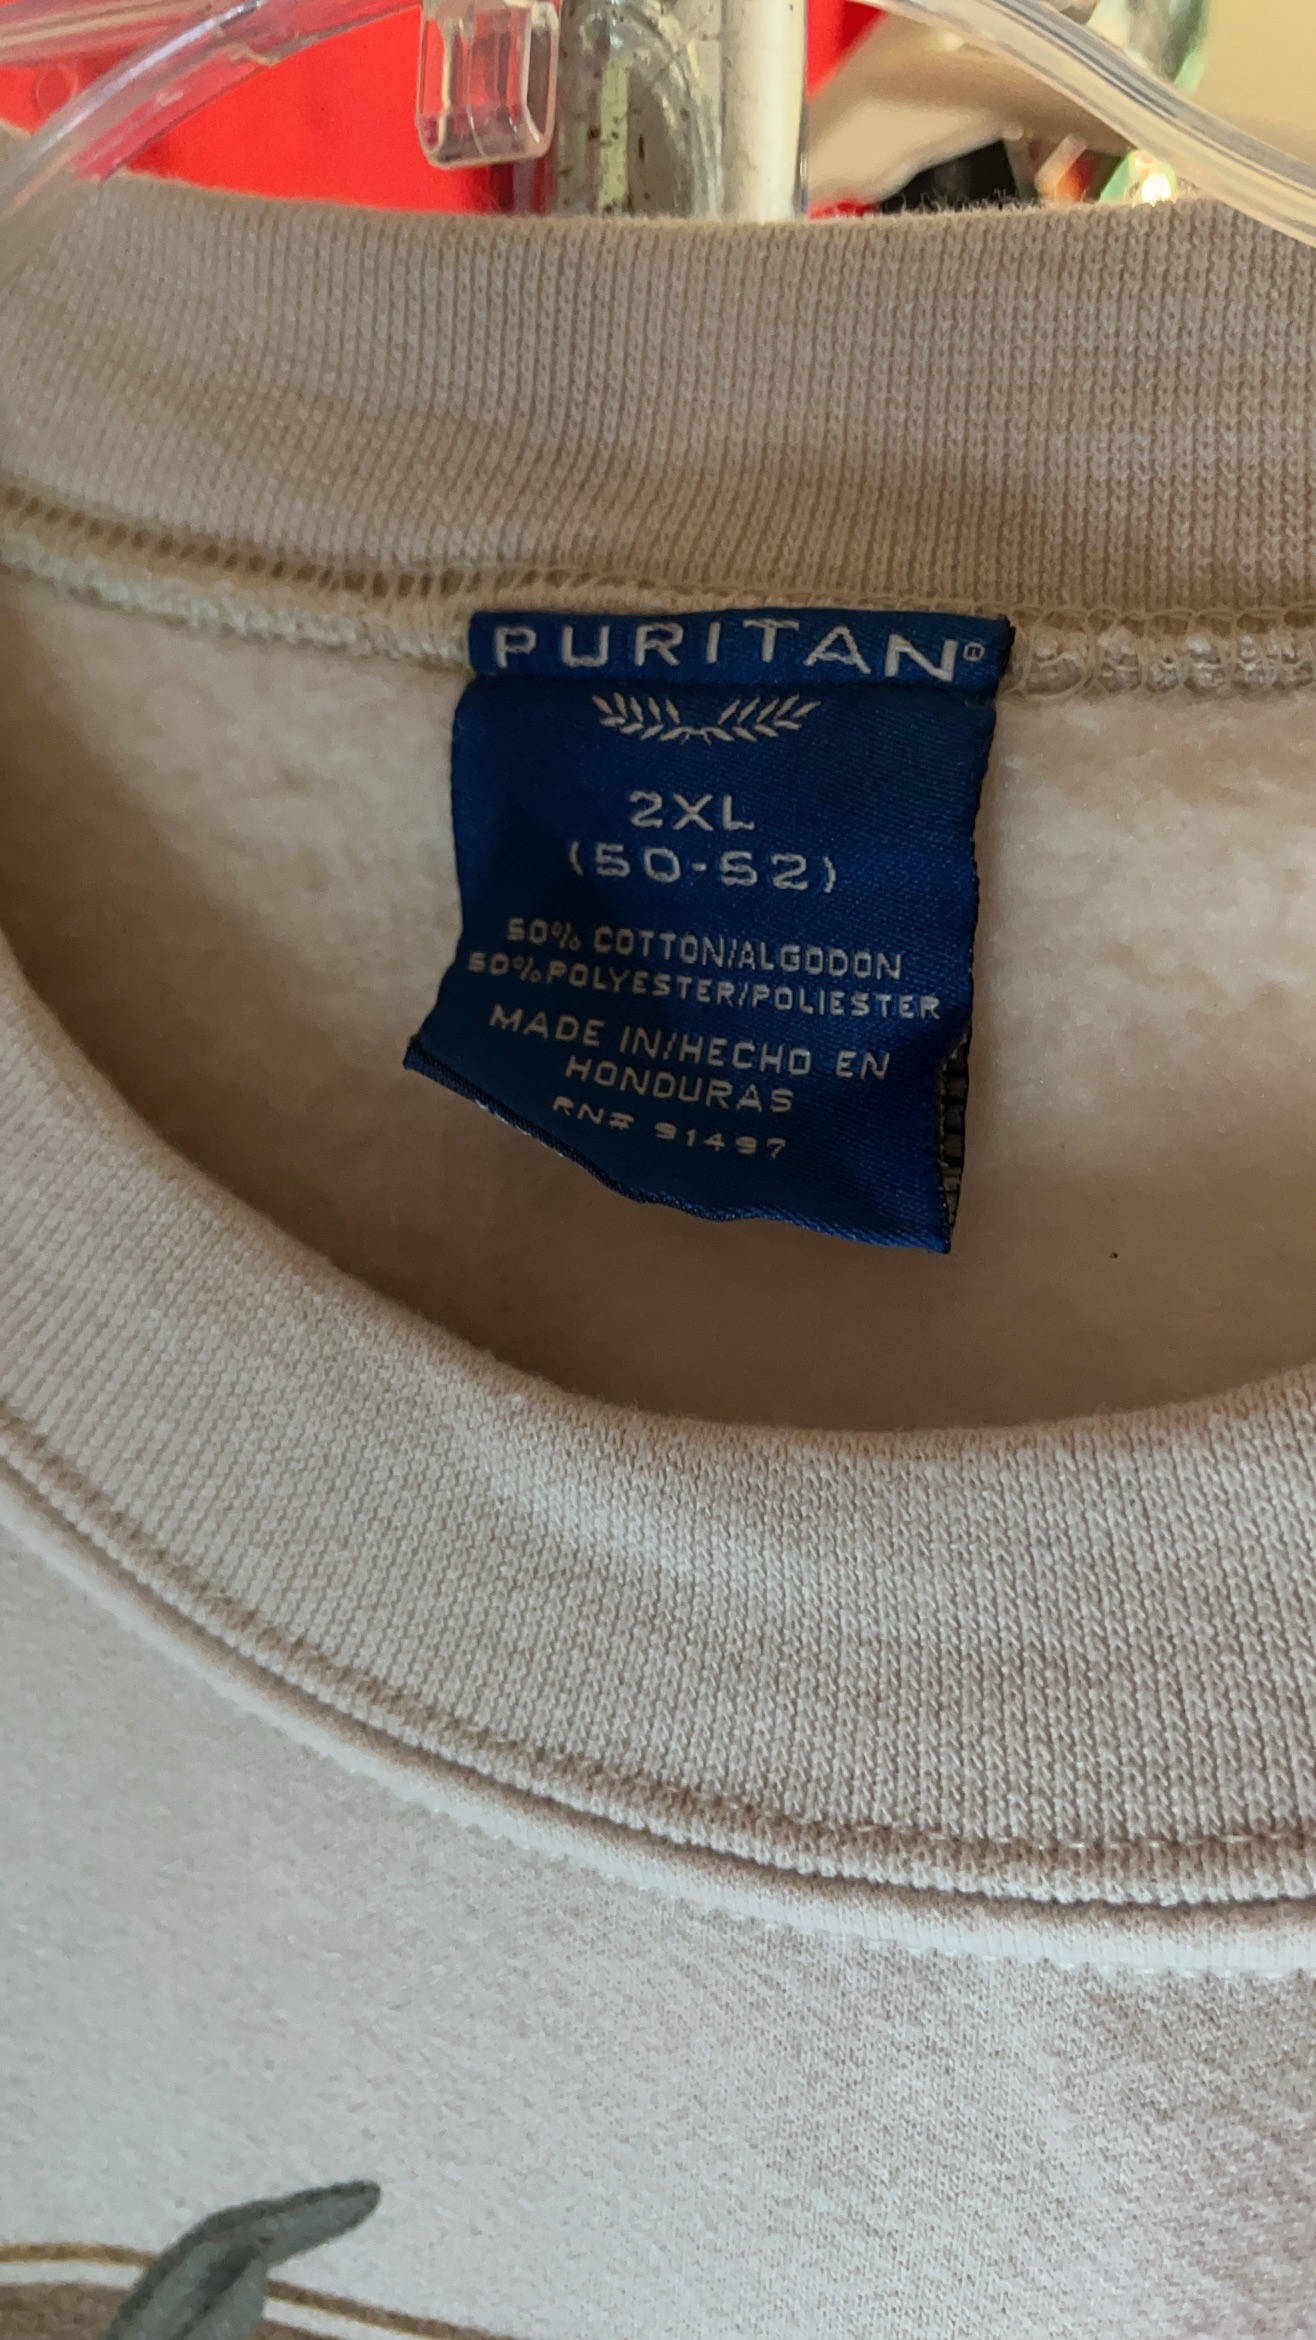 PURITAN®
2XL
(50-52)
50% COTTON/ALGODON
50% POLYESTER/POLIESTER
MADE IN/HECHO EN
HONDURAS
RN# 91497